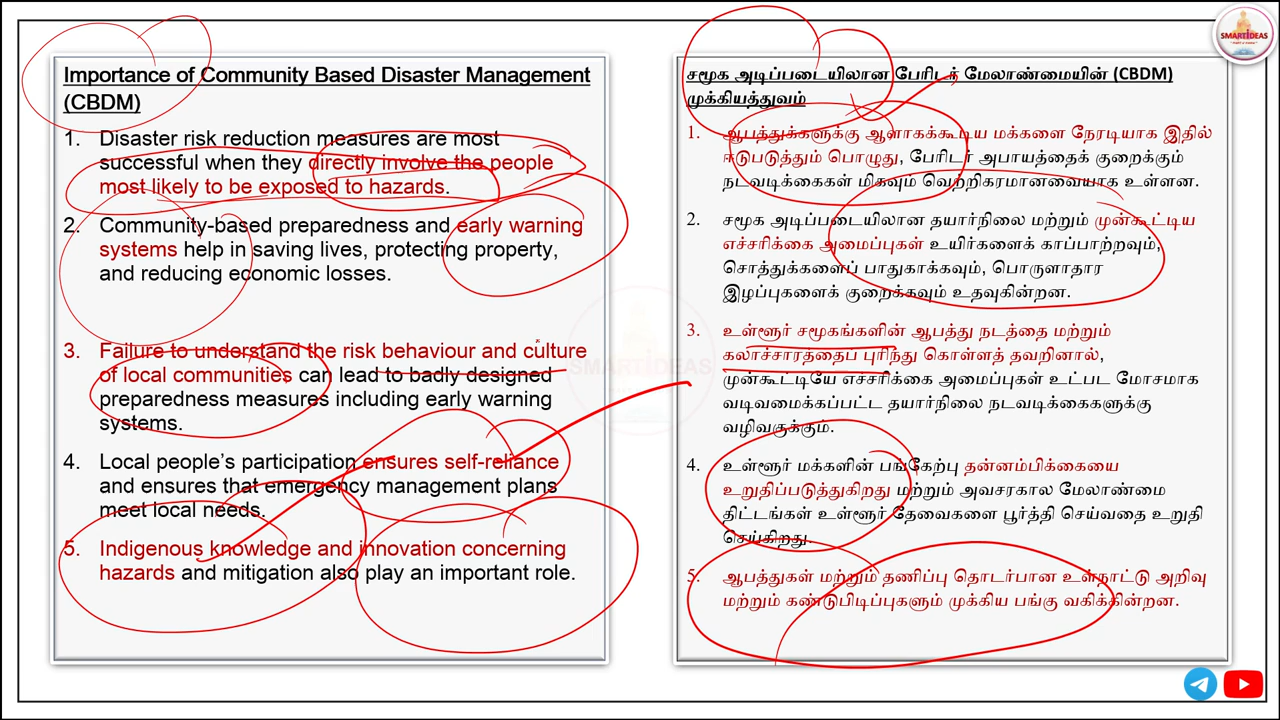 SMARTIDEAS
Importance of Community Based Disaster Management
(CBDM)
1. Disaster risk reduction measures are most
successful when they directly involve the people
most likely to be exposed to hazards.
2. Community-based preparedness and early warning
systems help in saving lives, protecting property,
and reducing economic losses.
3. Failure to understand the risk behaviour and culture
of local communities can lead to badly designed
preparedness measures including early warning
systems.
4. Local people's participation ensures self-reliance
and ensures that emergency management plans
meet local needs.
5. Indigenous knowledge and innovation concerning
hazards and mitigation also play an important role.
சமூக அடிப்படையிலான பேரிடர் மேலாண்மையின் (CBDM)
முக்கியத்துவம்
1. ஆபத்துக்களுக்கு ஆளாகக்கூடிய மக்களை நேரடியாக இதில்
ஈடுபடுத்தும் பொழுது, பேரிடர் அபாயத்தைக் குறைக்கும்
நடவடிக்கைகள் மிகவும் வெற்றிகரமானவையாக உள்ளன.
2. சமூக அடிப்படையிலான தயார்நிலை மற்றும் முன்கூட்டிய
எச்சரிக்கை அமைப்புகள் உயிர்களைக் காப்பாற்றவும்,
சொத்துக்களைப் பாதுகாக்கவும், பொருளாதார
இழப்புகளைக் குறைக்கவும் உதவுகின்றன.
3. உள்ளூர் சமூகங்களின் ஆபத்து நடத்தை மற்றும்
கலாச்சாரத்தைப் புரிந்து கொள்ளத் தவறினால்,
முன்கூட்டியே எச்சரிக்கை அமைப்புகள் உட்பட மோசமாக
வடிவமைக்கப்பட்ட தயார்நிலை நடவடிக்கைகளுக்கு
வழிவகுக்கும்.
4. உள்ளூர் மக்களின் பங்கேற்பு தன்னம்பிக்கையை
உறுதிப்படுத்துகிறது மற்றும் அவசரகால மேலாண்மை
திட்டங்கள் உள்ளூர் தேவைகளை பூர்த்தி செய்வதை உறுதி
செய்கிறது.
5. ஆபத்துகள் மற்றும் தணிப்பு தொடர்பான உள்நாட்டு அறிவு
மற்றும் கண்டுபிடிப்புகளும் முக்கிய பங்கு வகிக்கின்றன.
SMARTIDEAS